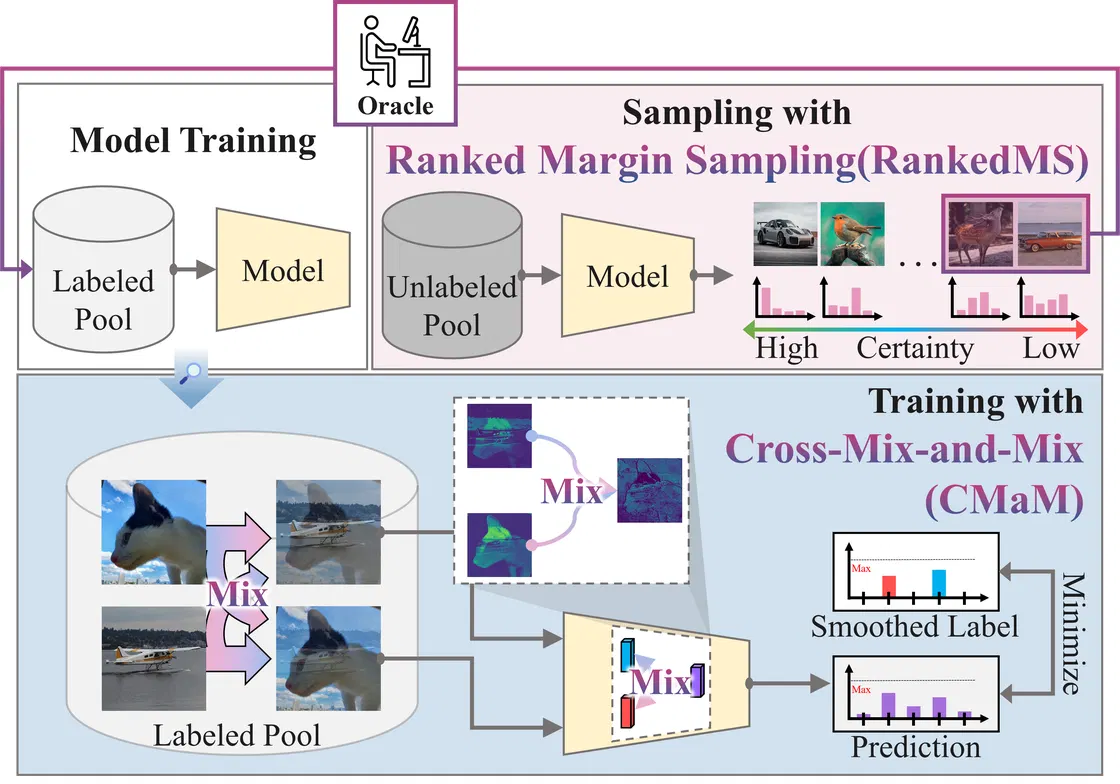 Oracle
Model Training
Labeled
Pool
Model
Sampling with
Ranked Margin Sampling(RankedMS)
Unlabeled
Pool
Model
. . .
High
Certainty
Low
Training with
Cross-Mix-and-Mix
(CMaM)
Mix
Labeled Pool
Mix
Mix
Max
Smoothed Label
Max
Prediction
Minimize